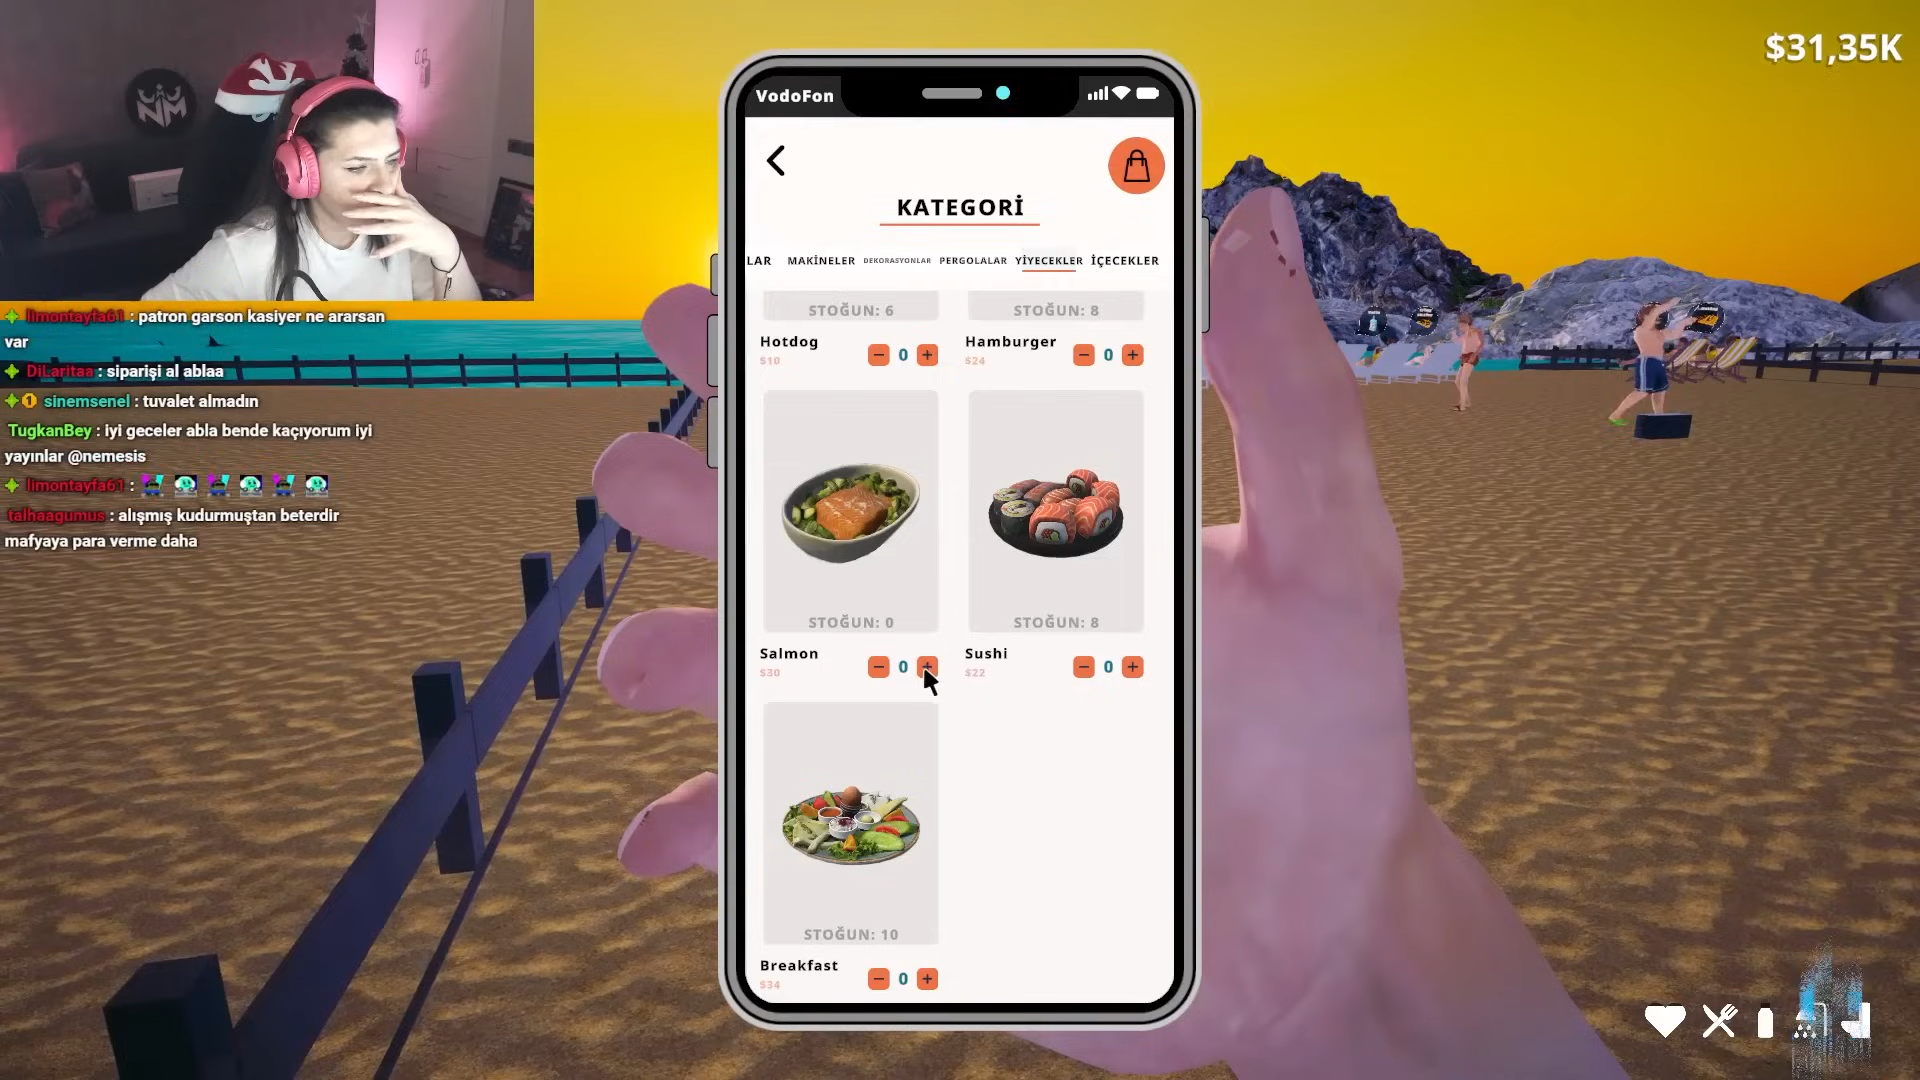 $31,35K
VodoFon
NM
KATEGORİ
LAR MAKİNELER DEKORASYONLAR PERGOLALAR YİYECEKLER İÇECEKLER
STOĞUN: 6 STOĞUN: 8
Hotdog Hamburger
$10 − 0 + $24 − 0 +
STOĞUN: 0 STOĞUN: 8
Salmon Sushi
$30 − 0 + $22 − 0 +
STOĞUN: 10
Breakfast
$34 − 0 +
limontayfa61 : patron garson kasiyer ne ararsan
var
DiLaritaa : siparişi al ablaa
1 sinemsenel : tuvalet almadın
TugkanBey : iyi geceler abla bende kaçıyorum iyi
yayınlar @nemesis
limontayfa61 :
talhaagumus : alışmış kudurmuştan beterdir
mafyaya para verme daha